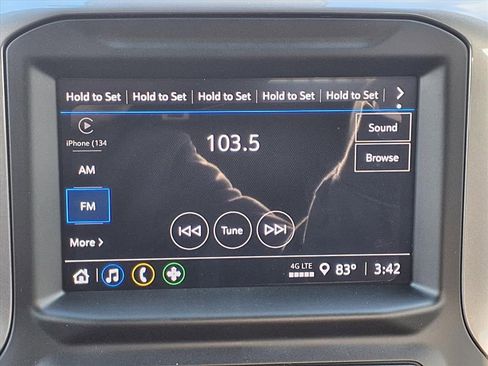 Hold to Set Hold to Set Hold to Set Hold to Set Hold to Set
iPhone (134
103.5
Sound
Browse
AM
FM
More
Tune
4G LTE
83° 3:42